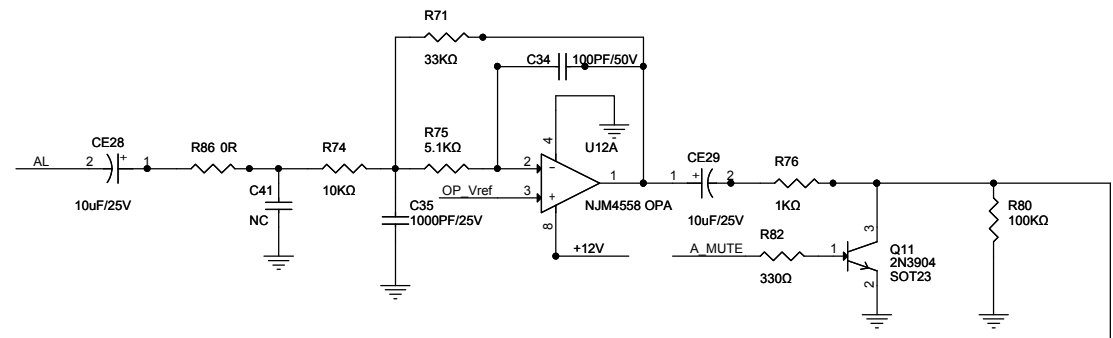 R71
33KΩ
C34
100PF/50V
4
U12A
CE28
AL
2
+
1
10uF/25V
R86 0R
C41
NC
R74
10KΩ
R75
5.1KΩ
2
−
OP_Vref
3
+
1
NJM4558 OPA
8
+12V
C35
1000PF/25V
CE29
1
+
2
10uF/25V
R76
1KΩ
R82
A_MUTE
330Ω
1
3
Q11
2N3904
SOT23
2
R80
100KΩ